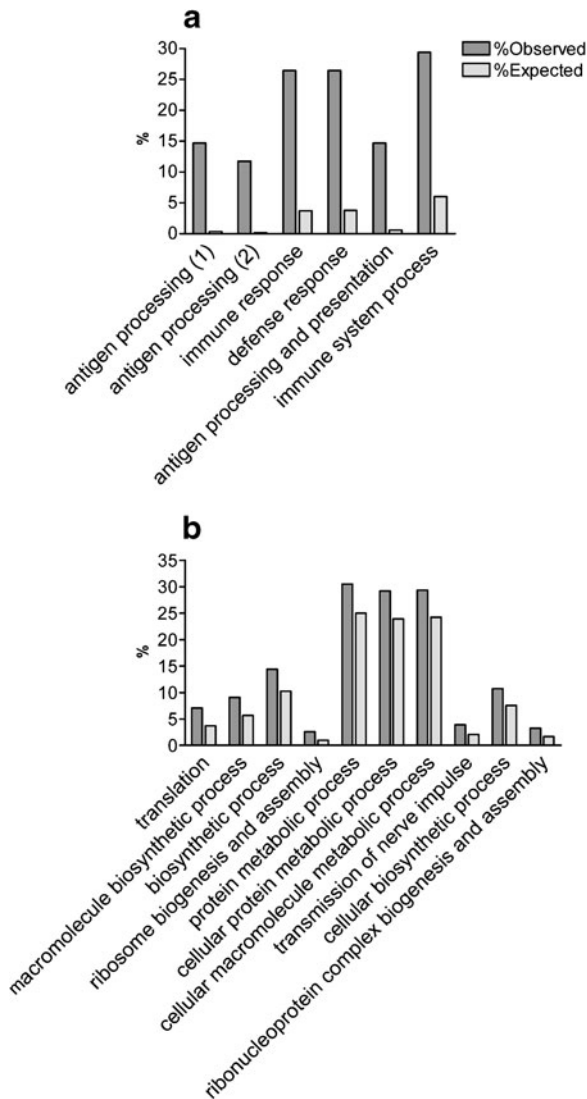 a
%Observed
%Expected
30
25
20
15
10
5
0
%
antigen processing (1)
antigen processing (2)
immune response
defense response
antigen processing and presentation
immune system process
b
35
30
25
20
15
10
5
0
%
translation
macromolecule biosynthetic process
biosynthetic process
ribosome biogenesis and assembly
protein metabolic process
cellular protein metabolic process
cellular macromolecule metabolic process
transmission of nerve impulse
cellular biosynthetic process
ribonucleoprotein complex biogenesis and assembly